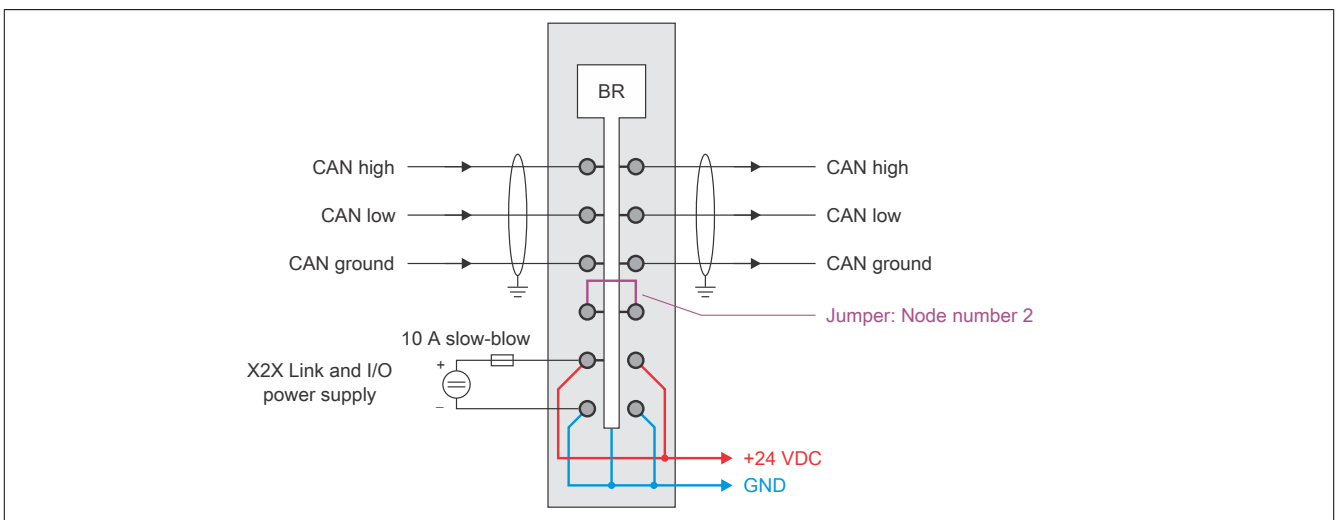 BR
CAN high
CAN high
CAN low
CAN low
CAN ground
CAN ground
Jumper: Node number 2
10 A slow-blow
+
X2X Link and I/O
power supply
–
+24 VDC
GND